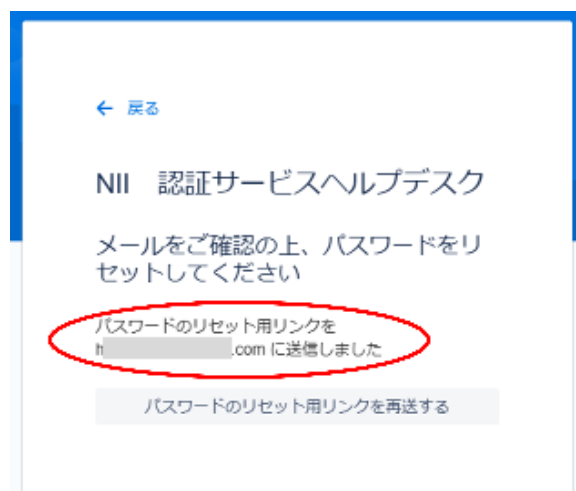 ← 戻る
NII　認証サービスヘルプデスク
メールをご確認の上、パスワードをリ
セットしてください
パスワードのリセット用リンクを
h .com に送信しました
パスワードのリセット用リンクを再送する